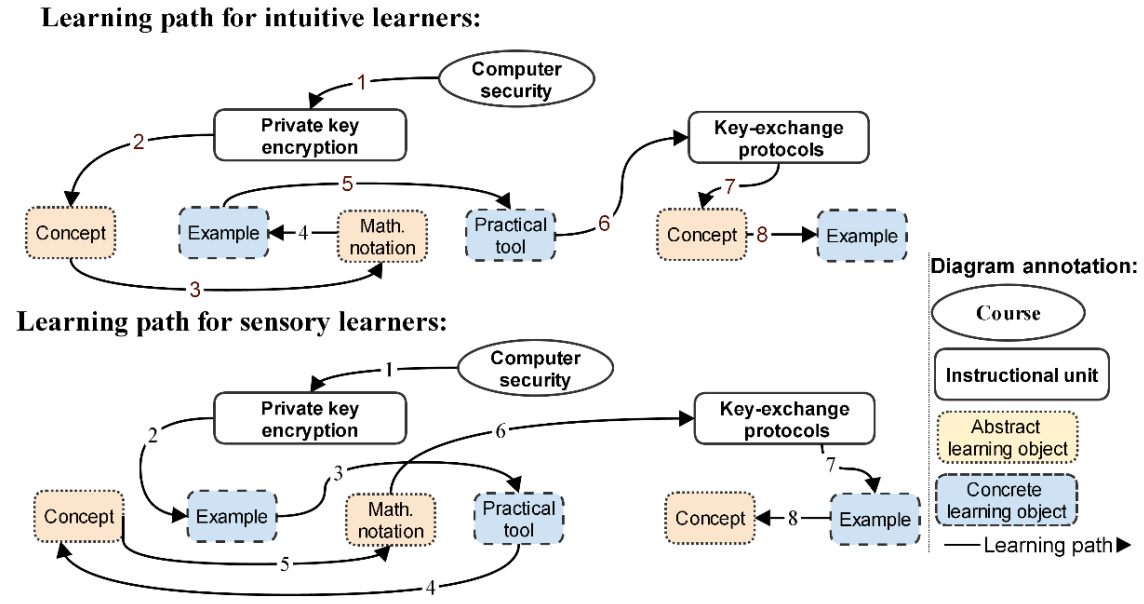 Learning path for intuitive learners:
Computer
security
1
Private key
encryption
2
Key-exchange
protocols
5
7
6
Concept
Example
4
Math.
notation
Practical
tool
Concept
8
Example
3
Diagram annotation:
Course
Instructional unit
Abstract
learning object
Concrete
learning object
Learning path
Learning path for sensory learners:
Computer
security
1
Private key
encryption
2
6
Key-exchange
protocols
3
7
Concept
Example
Math.
notation
Practical
tool
Concept
8
Example
5
4